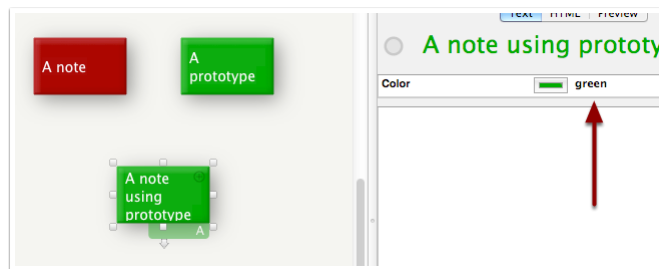 Text HTML Preview
A note
A
prototype
A note using prototy
Color green
A note
using
prototype
A